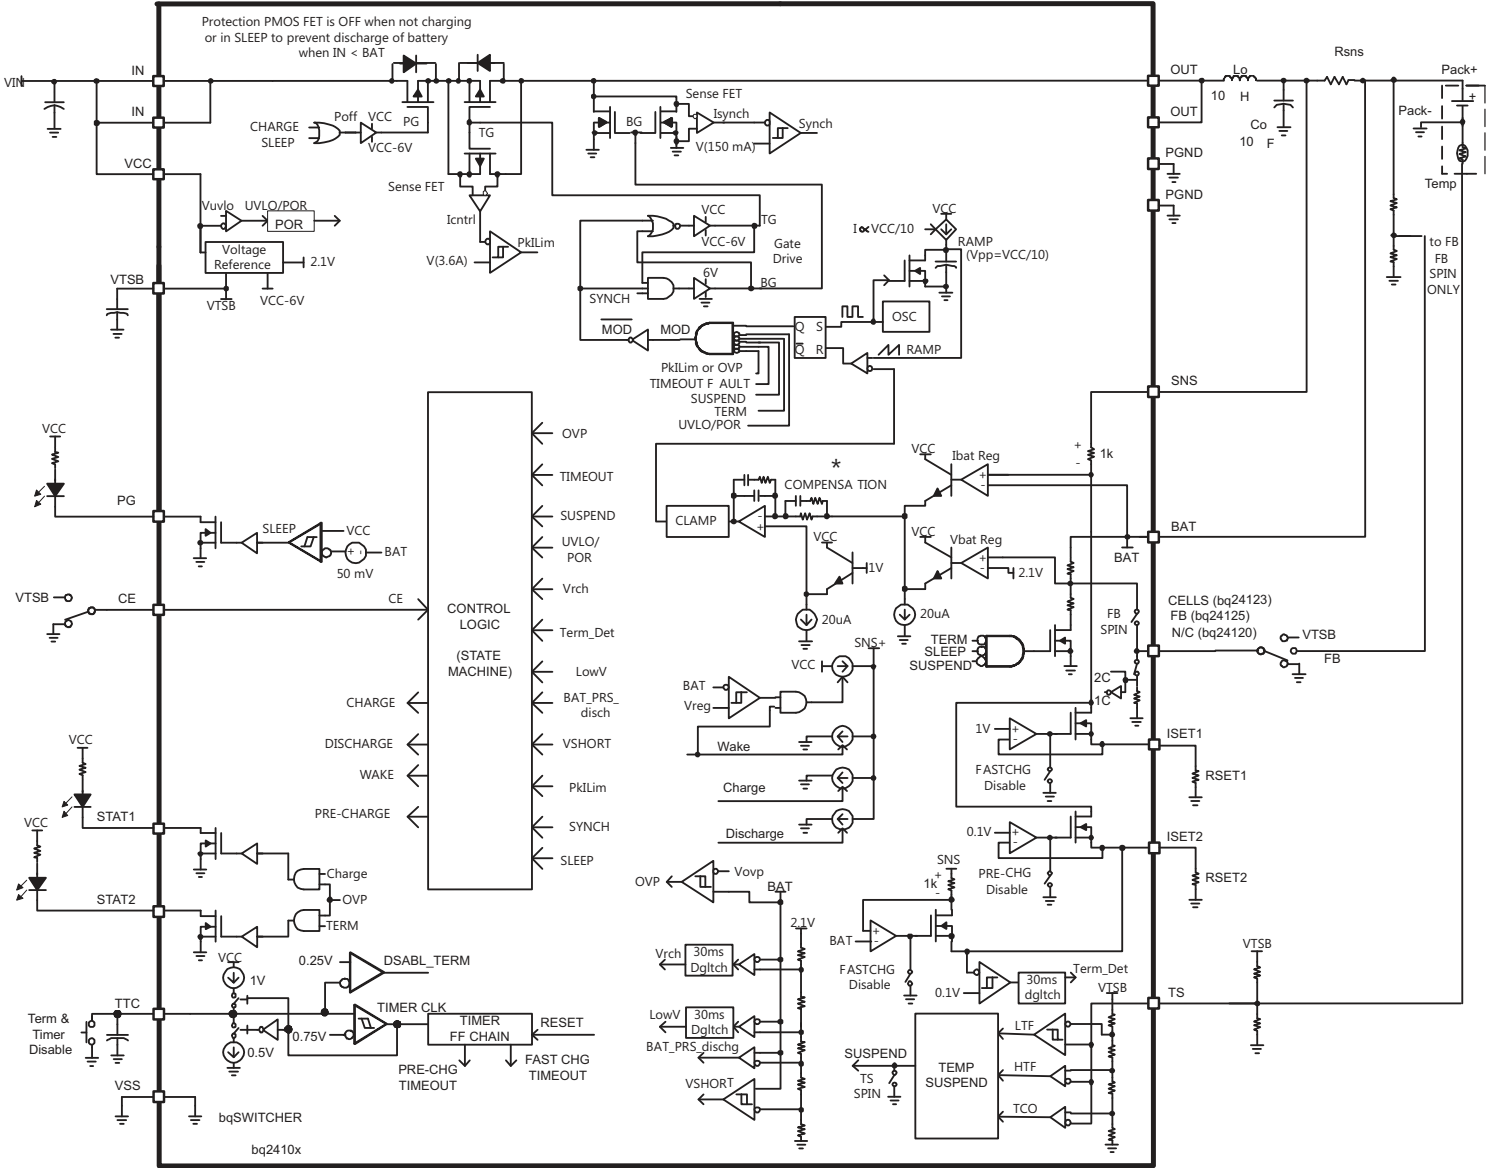 Protection PMOS FET is OFF when not charging
or in SLEEP to prevent discharge of battery
when IN < BAT
VIN
IN
IN
VCC
CHARGE
SLEEP
Poff
VCC
VCC-6V
PG
TG
Sense FET
Icntrl
V(3.6A)
PkILim
BG
Sense FET
Isynch
V(150 mA)
Synch
OUT
OUT
PGND
PGND
Lo
10 H
Co
10 F
Rsns
Pack+
+
Pack-
Temp
to FB
FB
SPIN
ONLY
Vuvlo
UVLO/POR
POR
Voltage
Reference
2.1V
VTSB
VTSB
VCC-6V
VCC
VCC-6V
TG
Gate
Drive
6V
BG
SYNCH
I∝VCC/10
VCC
RAMP
(Vpp=VCC/10)
OSC
MOD
MOD
Q S
Q R
RAMP
PkILim or OVP
TIMEOUT F AULT
SUSPEND
TERM
UVLO/POR
SNS
+
-
1k
VCC
Ibat Reg
+
-
*
COMPENSA TION
CLAMP
-
+
VCC
1V
20uA
VCC
Vbat Reg
+
-
2.1V
20uA
BAT
BAT
FB
SPIN
CELLS (bq24123)
FB (bq24125)
N/C (bq24120)
VTSB
FB
2C
1C
TERM
SLEEP
SUSPEND
VCC
PG
SLEEP
VCC
+ -
BAT
50 mV
VTSB
CE
CE
CONTROL
LOGIC
(STATE
MACHINE)
OVP
TIMEOUT
SUSPEND
UVLO/
POR
Vrch
Term_Det
LowV
BAT_PRS_
disch
VSHORT
PkILim
SYNCH
SLEEP
CHARGE
DISCHARGE
WAKE
PRE-CHARGE
SNS+
VCC
BAT
Vreg
Wake
Charge
Discharge
1V
+
-
FASTCHG
Disable
ISET1
RSET1
0.1V
+
-
PRE-CHG
Disable
ISET2
RSET2
VCC
STAT1
VCC
STAT2
Charge
OVP
TERM
OVP
Vovp
BAT
2.1V
Vrch
30ms
Dgltch
LowV
30ms
Dgltch
BAT_PRS_dischg
VSHORT
SNS
1k
+
-
BAT
+
-
FASTCHG
Disable
0.1V
30ms
dgltch
Term_Det
VTSB
VTSB
TS
LTF
HTF
TCO
TEMP
SUSPEND
SUSPEND
TS
SPIN
VCC
1V
0.5V
0.25V
DSABL_TERM
TIMER CLK
0.75V
TIMER
FF CHAIN
RESET
PRE-CHG
TIMEOUT
FAST CHG
TIMEOUT
Term &
Timer
Disable
TTC
VSS
bqSWITCHER
bq2410x